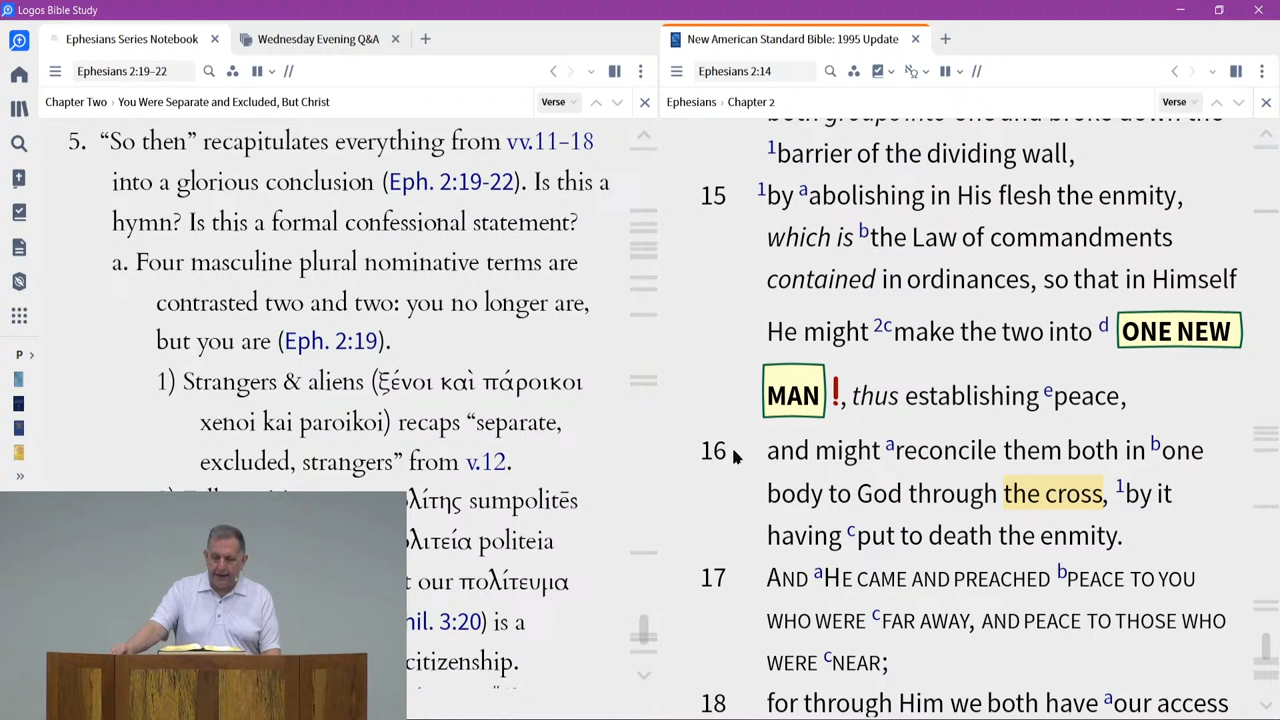 Logos Bible Study
Ephesians Series Notebook
Wednesday Evening Q&A
Ephesians 2:19–22
Chapter Two › You Were Separate and Excluded, But Christ
Verse
5. “So then” recapitulates everything from vv.11–18
into a glorious conclusion (Eph. 2:19-22). Is this a
hymn? Is this a formal confessional statement?
a. Four masculine plural nominative terms are
contrasted two and two: you no longer are,
but you are (Eph. 2:19).
1) Strangers & aliens (ξένοι καὶ πάροικοι
xenoi kai paroikoi) recaps “separate,
excluded, strangers” from v.12.
λίτης sumpolitēs
λιτεία politeia
t our πολίτευμα
hil. 3:20) is a
citizenship.
P
New American Standard Bible: 1995 Update
Ephesians 2:14
Ephesians › Chapter 2
Verse
both groups into one and broke down the
1barrier of the dividing wall,
15 1by aabolishing in His flesh the enmity,
which is bthe Law of commandments
contained in ordinances, so that in Himself
He might 2cmake the two into d ONE NEW
MAN!, thus establishing epeace,
16 and might areconcile them both in bone
body to God through the cross, 1by it
having cput to death the enmity.
17 AND aHE CAME AND PREACHED bPEACE TO YOU
WHO WERE cFAR AWAY, AND PEACE TO THOSE WHO
WERE cNEAR;
18 for through Him we both have aour access